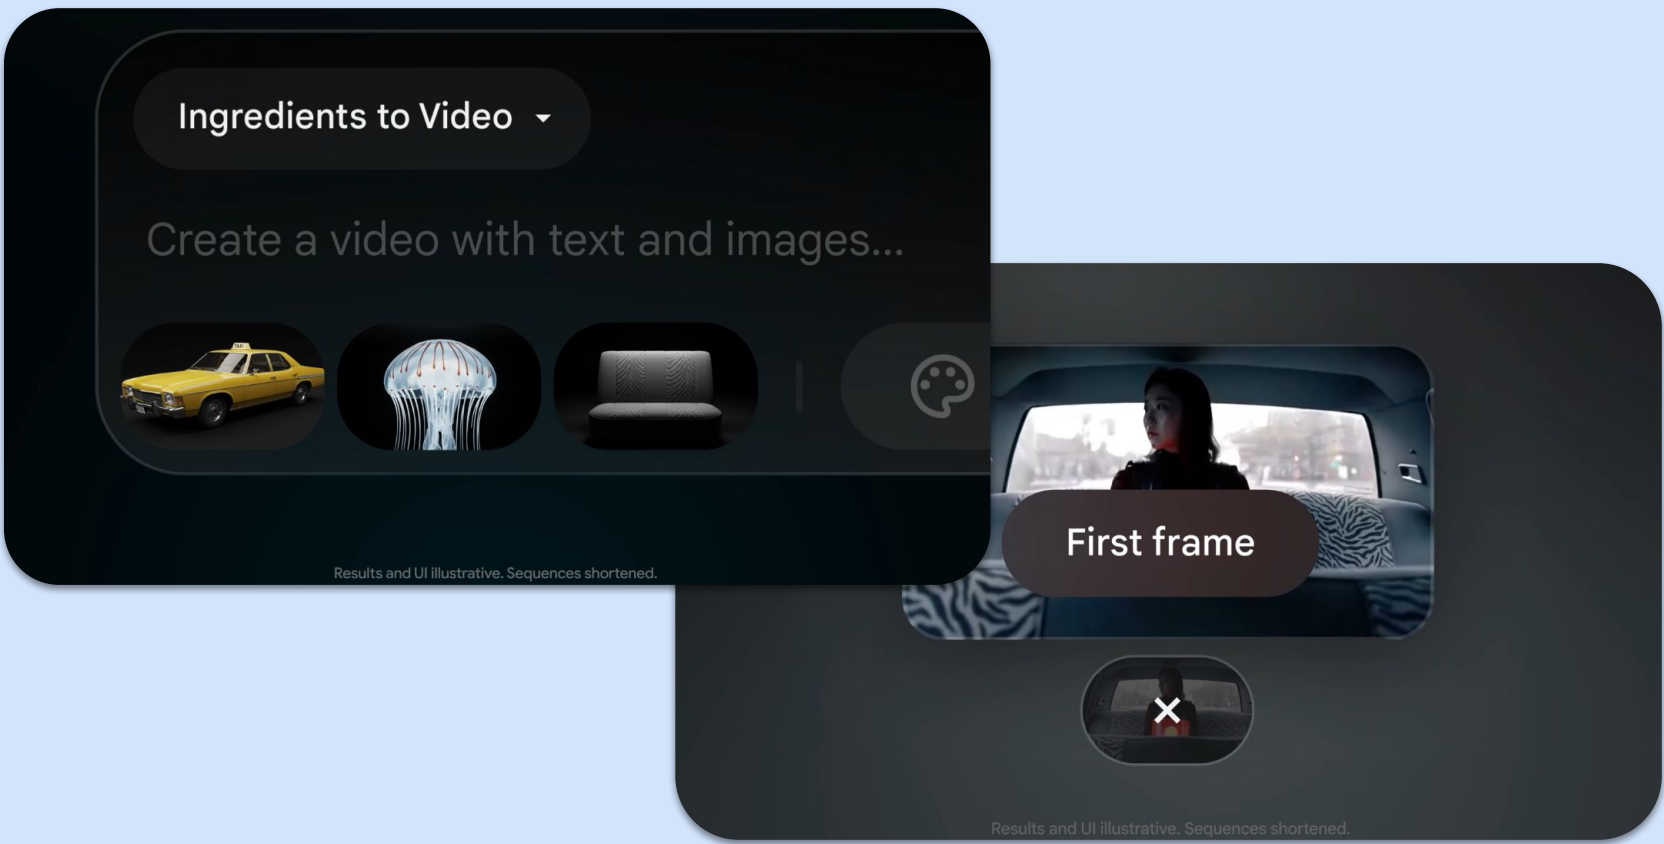 Ingredients to Video
Create a video with text and images...
TAXI
Results and UI illustrative. Sequences shortened.
First frame
Results and UI illustrative. Sequences shortened.